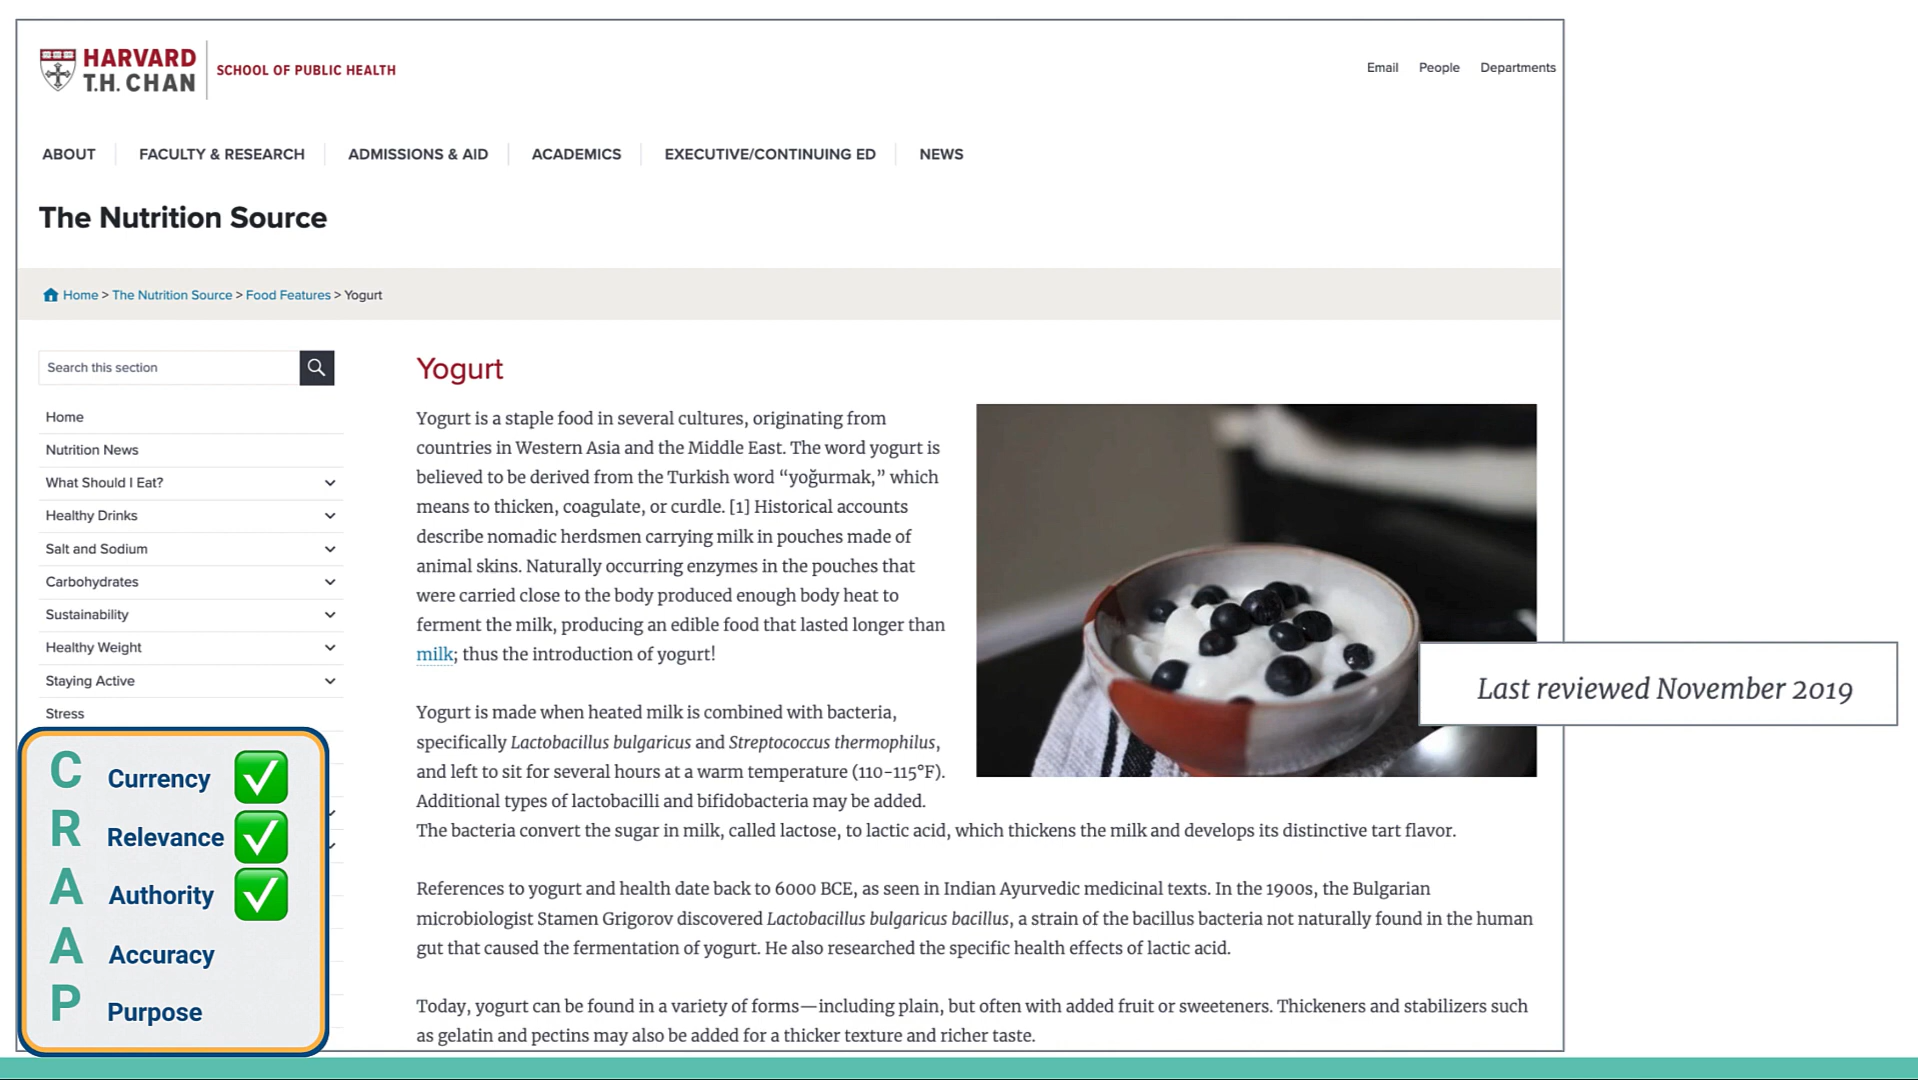 HARVARD
T.H. CHAN
SCHOOL OF PUBLIC HEALTH
Email People Departments
ABOUT FACULTY & RESEARCH ADMISSIONS & AID ACADEMICS EXECUTIVE/CONTINUING ED NEWS
The Nutrition Source
Home > The Nutrition Source > Food Features > Yogurt
Search this section
Home
Nutrition News
What Should I Eat?
Healthy Drinks
Salt and Sodium
Carbohydrates
Sustainability
Healthy Weight
Staying Active
Stress
Yogurt
Yogurt is a staple food in several cultures, originating from
countries in Western Asia and the Middle East. The word yogurt is
believed to be derived from the Turkish word “yoğurmak,” which
means to thicken, coagulate, or curdle. [1] Historical accounts
describe nomadic herdsmen carrying milk in pouches made of
animal skins. Naturally occurring enzymes in the pouches that
were carried close to the body produced enough body heat to
ferment the milk, producing an edible food that lasted longer than
milk; thus the introduction of yogurt!
Yogurt is made when heated milk is combined with bacteria,
specifically Lactobacillus bulgaricus and Streptococcus thermophilus,
and left to sit for several hours at a warm temperature (110-115°F).
Additional types of lactobacilli and bifidobacteria may be added.
The bacteria convert the sugar in milk, called lactose, to lactic acid, which thickens the milk and develops its distinctive tart flavor.
References to yogurt and health date back to 6000 BCE, as seen in Indian Ayurvedic medicinal texts. In the 1900s, the Bulgarian
microbiologist Stamen Grigorov discovered Lactobacillus bulgaricus bacillus, a strain of the bacillus bacteria not naturally found in the human
gut that caused the fermentation of yogurt. He also researched the specific health effects of lactic acid.
Today, yogurt can be found in a variety of forms—including plain, but often with added fruit or sweeteners. Thickeners and stabilizers such
as gelatin and pectins may also be added for a thicker texture and richer taste.
Last reviewed November 2019
C Currency
R Relevance
A Authority
A Accuracy
P Purpose